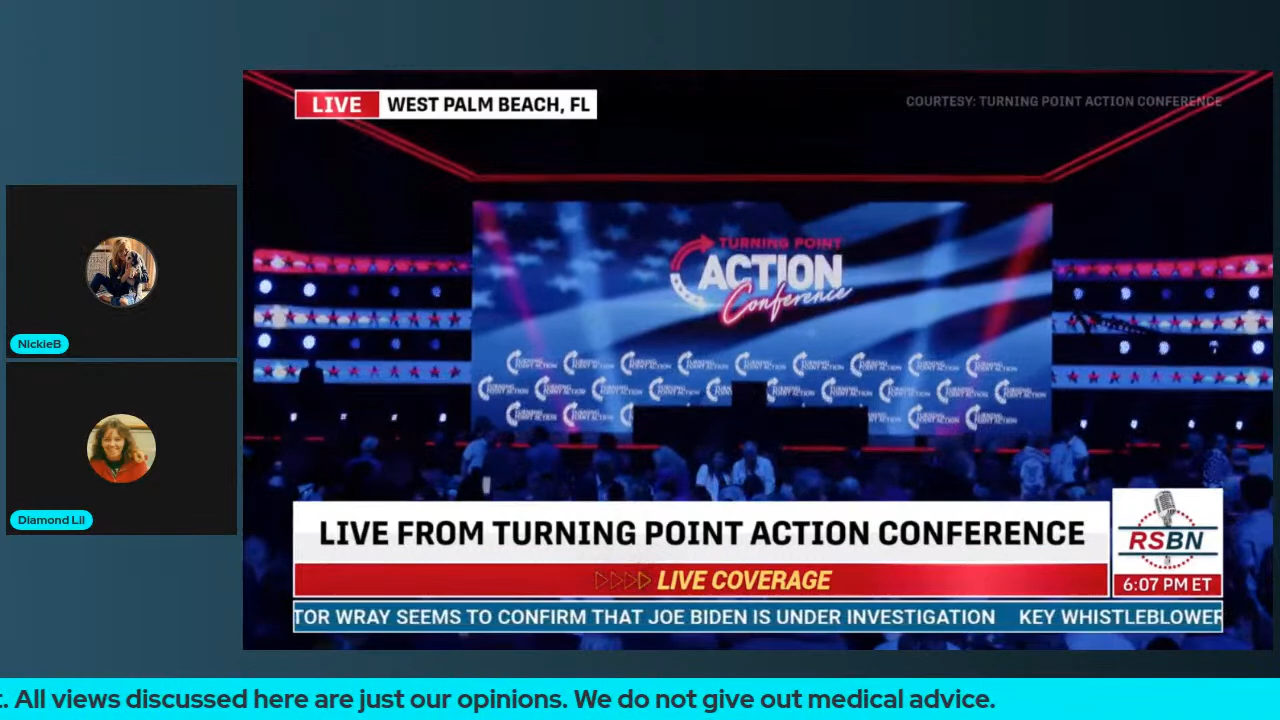 LIVE WEST PALM BEACH, FL
COURTESY: TURNING POINT ACTION CONFERENCE
TURNING POINT
ACTION
Conference
NickieB
Diamond Lil
LIVE FROM TURNING POINT ACTION CONFERENCE
LIVE COVERAGE
RSBN
6:07 PM ET
TOR WRAY SEEMS TO CONFIRM THAT JOE BIDEN IS UNDER INVESTIGATION KEY WHISTLEBLOWER
. All views discussed here are just our opinions. We do not give out medical advice.